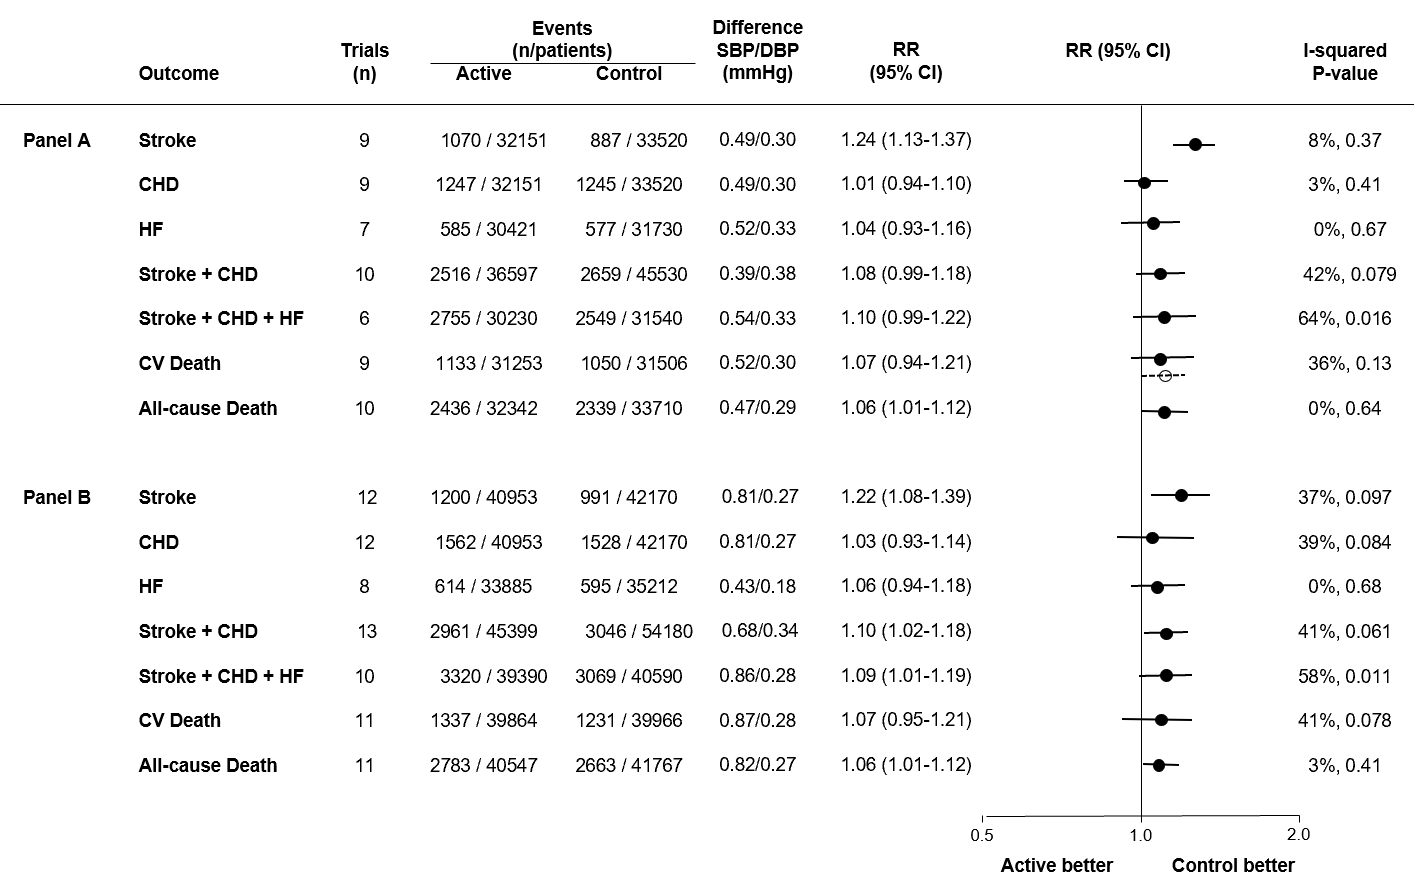 Outcome Trials (n) Events (n/patients) Active Control Difference SBP/DBP (mmHg) RR (95% CI) RR (95% CI) I-squared P-value
Panel A Stroke 9 1070 / 32151 887 / 33520 0.49/0.30 1.24 (1.13-1.37) 8%, 0.37
CHD 9 1247 / 32151 1245 / 33520 0.49/0.30 1.01 (0.94-1.10) 3%, 0.41
HF 7 585 / 30421 577 / 31730 0.52/0.33 1.04 (0.93-1.16) 0%, 0.67
Stroke + CHD 10 2516 / 36597 2659 / 45530 0.39/0.38 1.08 (0.99-1.18) 42%, 0.079
Stroke + CHD + HF 6 2755 / 30230 2549 / 31540 0.54/0.33 1.10 (0.99-1.22) 64%, 0.016
CV Death 9 1133 / 31253 1050 / 31506 0.52/0.30 1.07 (0.94-1.21) 36%, 0.13
All-cause Death 10 2436 / 32342 2339 / 33710 0.47/0.29 1.06 (1.01-1.12) 0%, 0.64
Panel B Stroke 12 1200 / 40953 991 / 42170 0.81/0.27 1.22 (1.08-1.39) 37%, 0.097
CHD 12 1562 / 40953 1528 / 42170 0.81/0.27 1.03 (0.93-1.14) 39%, 0.084
HF 8 614 / 33885 595 / 35212 0.43/0.18 1.06 (0.94-1.18) 0%, 0.68
Stroke + CHD 13 2961 / 45399 3046 / 54180 0.68/0.34 1.10 (1.02-1.18) 41%, 0.061
Stroke + CHD + HF 10 3320 / 39390 3069 / 40590 0.86/0.28 1.09 (1.01-1.19) 58%, 0.011
CV Death 11 1337 / 39864 1231 / 39966 0.87/0.28 1.07 (0.95-1.21) 41%, 0.078
All-cause Death 11 2783 / 40547 2663 / 41767 0.82/0.27 1.06 (1.01-1.12) 3%, 0.41
0.5 1.0 2.0
Active better Control better